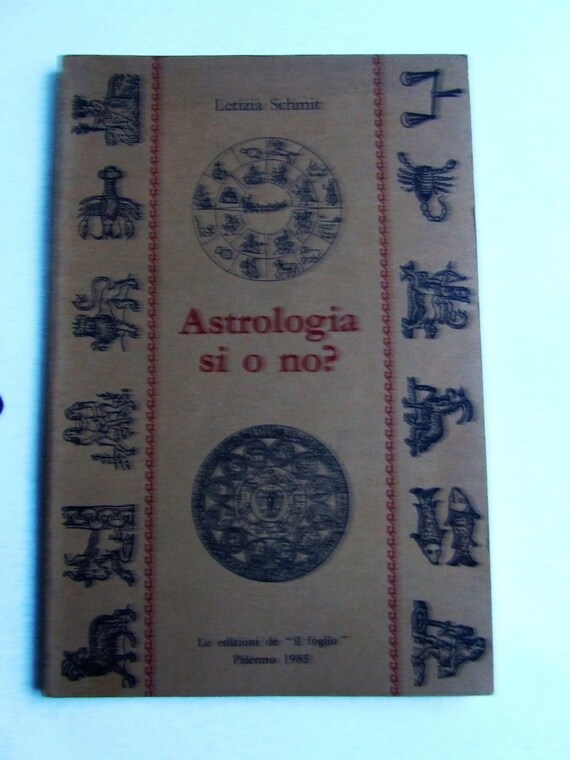 Letizia Schmit
Astrologia
si o no?
Le edizioni de "il foglio"
Palermo 1985